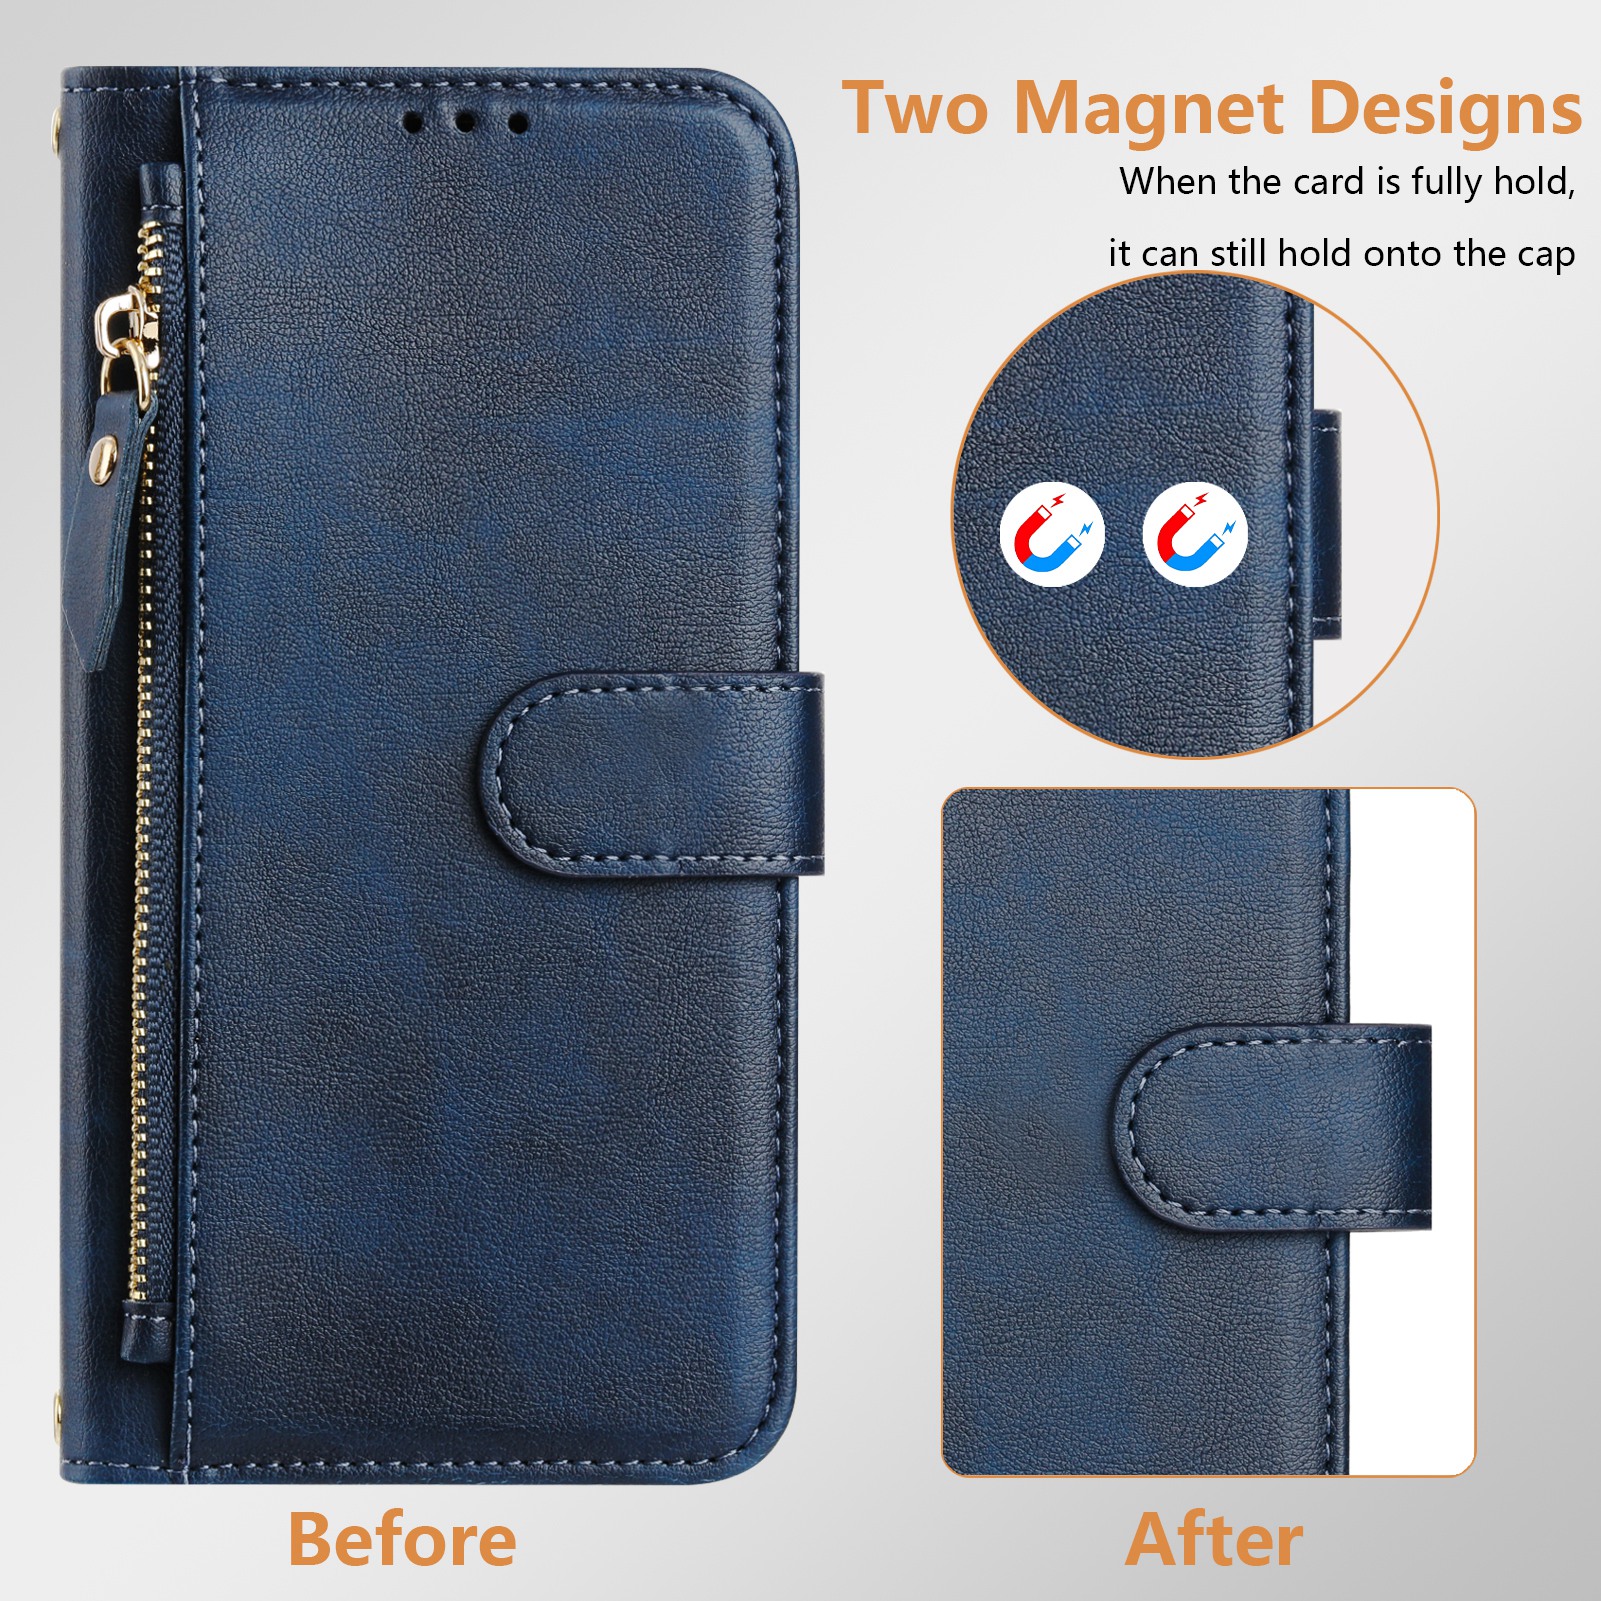 Two Magnet Designs
When the card is fully hold,
it can still hold onto the cap
Before
After